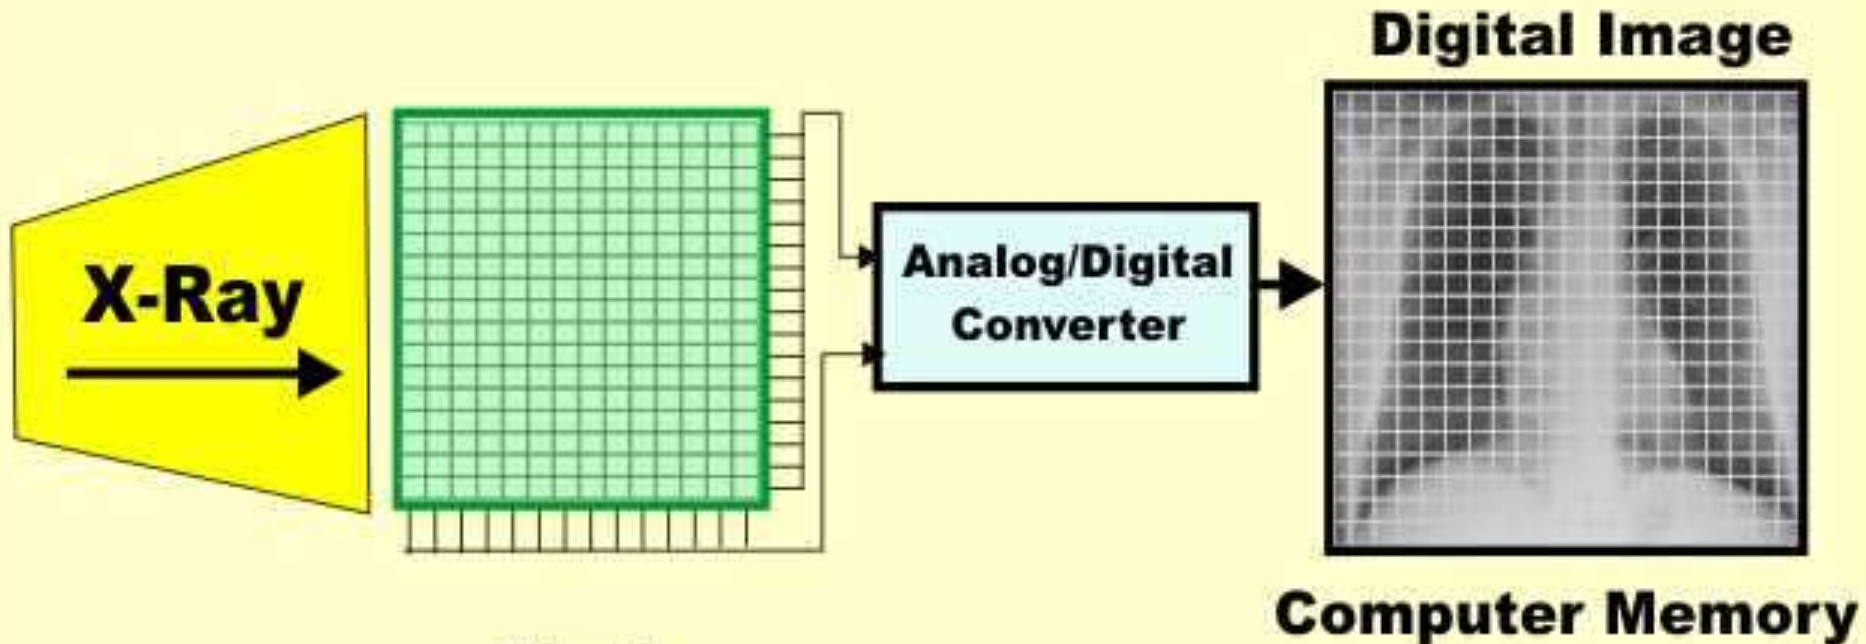 Digital Image
X-Ray
Analog/Digital
Converter
Computer Memory